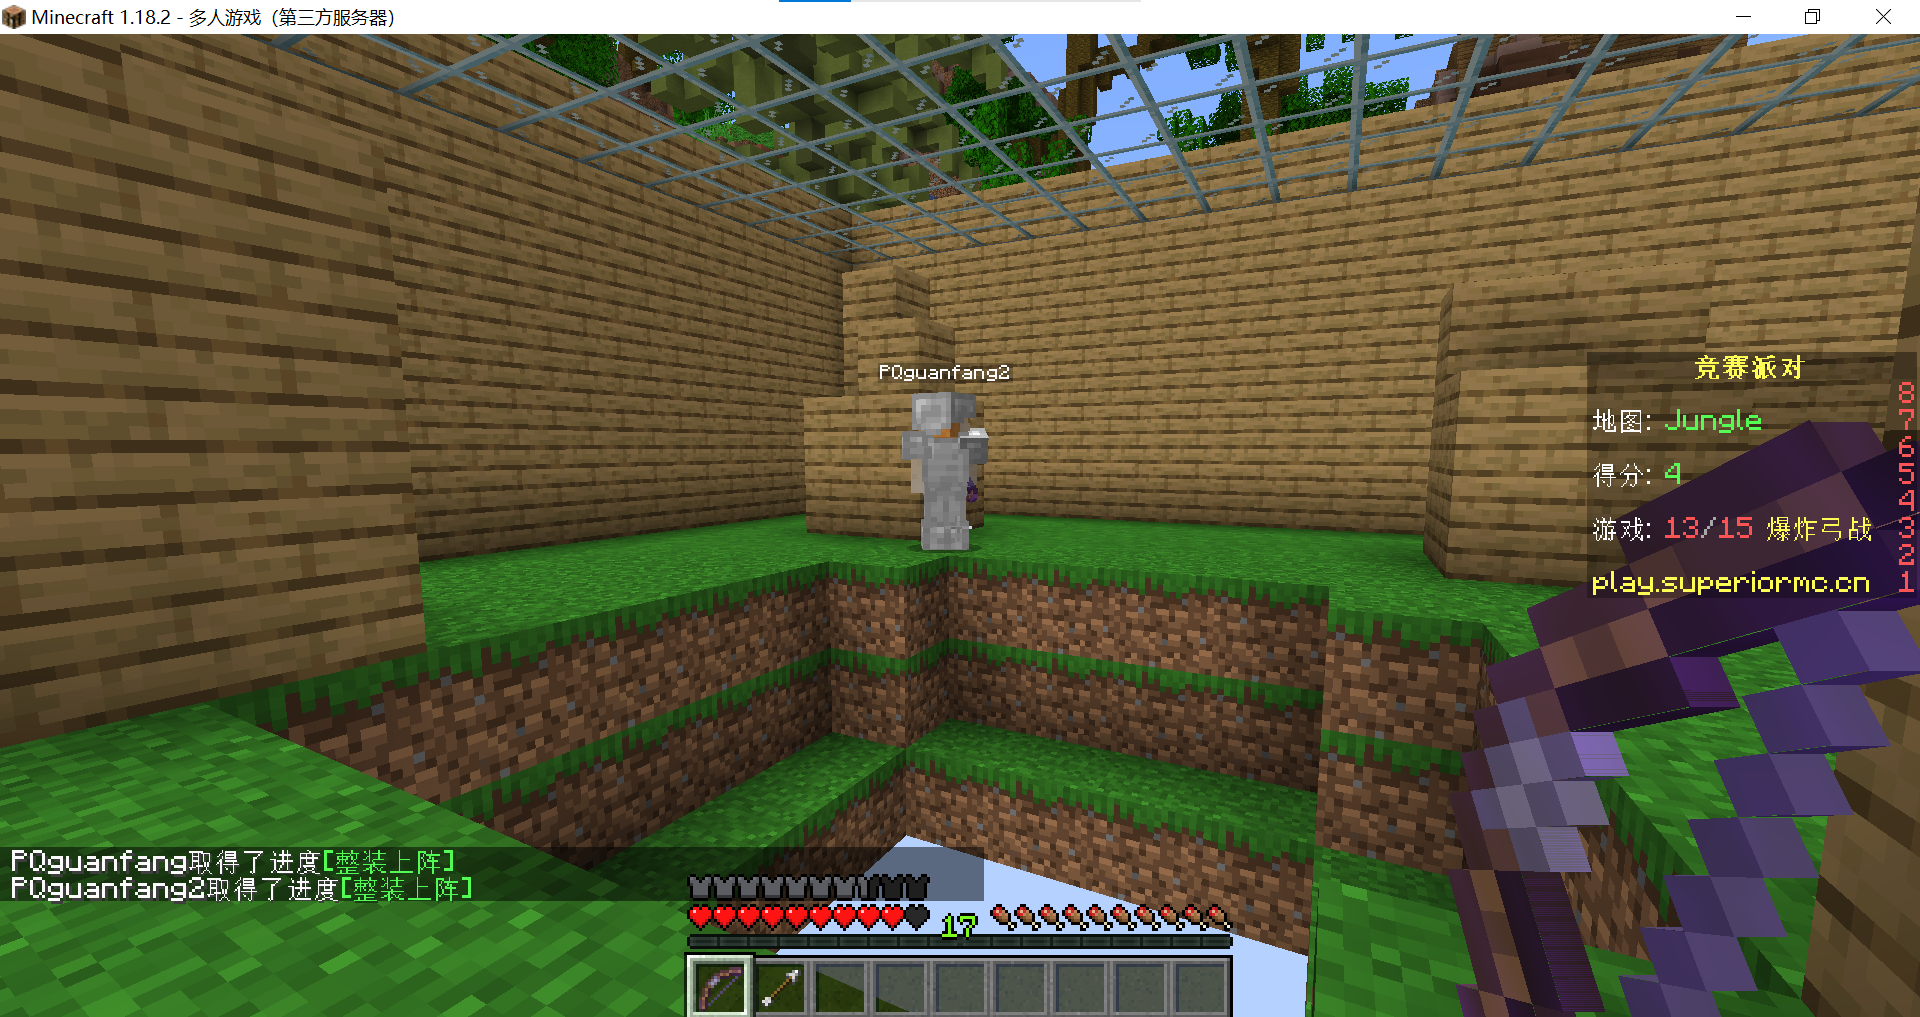 Minecraft 1.18.2 - 多人游戏（第三方服务器）
PQguanfang2
竞赛派对
8
地图: Jungle 7
6
得分: 4 5
4
游戏: 13/15 爆炸弓战 3
2
play.superiormc.cn 1
PQguanfang取得了进度[整装上阵]
PQguanfang2取得了进度[整装上阵]
17